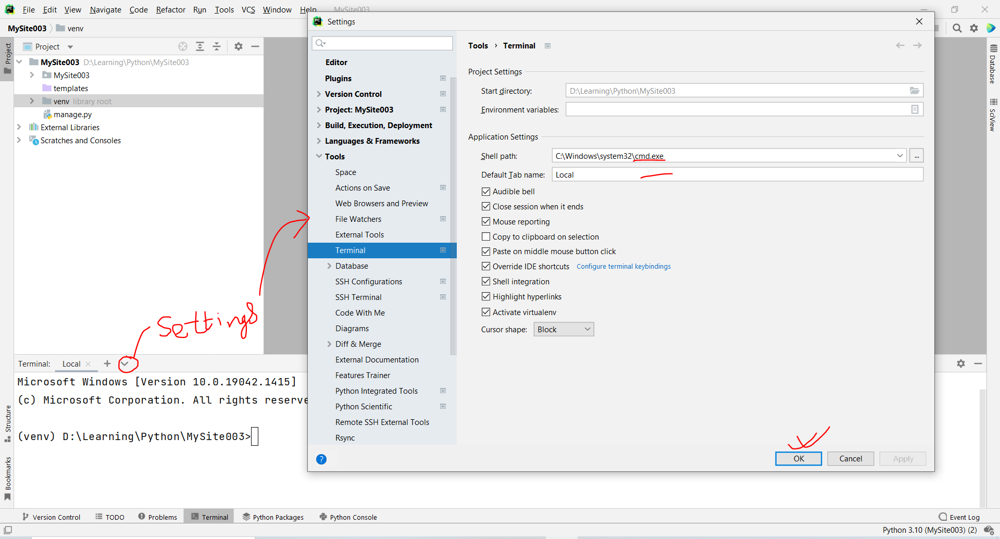 File Edit View Navigate Code Refactor Run Tools VCS Window Help MySite003
MySite003 venv
Project
MySite003 D:\Learning\Python\MySite003
MySite003
templates
venv library root
manage.py
External Libraries
Scratches and Consoles
Project
Structure
Bookmarks
Database
SciView
Settings
Terminal: Local
Microsoft Windows [Version 10.0.19042.1415]
(c) Microsoft Corporation. All rights reserve
(venv) D:\Learning\Python\MySite003>
PC Settings
Editor
Plugins
Version Control
Project: MySite003
Build, Execution, Deployment
Languages & Frameworks
Tools
Space
Actions on Save
Web Browsers and Preview
File Watchers
External Tools
Terminal
Database
SSH Configurations
SSH Terminal
Code With Me
Diagrams
Diff & Merge
External Documentation
Features Trainer
Python Integrated Tools
Python Scientific
Remote SSH External Tools
Rsync
?
Tools › Terminal
Project Settings
Start directory: D:\Learning\Python\MySite003
Environment variables:
Application Settings
Shell path: C:\Windows\system32\cmd.exe ...
Default Tab name: Local
Audible bell
Close session when it ends
Mouse reporting
Copy to clipboard on selection
Paste on middle mouse button click
Override IDE shortcuts Configure terminal keybindings
Shell integration
Highlight hyperlinks
Activate virtualenv
Cursor shape: Block
OK Cancel Apply
Version Control TODO Problems Terminal Python Packages Python Console Event Log
Python 3.10 (MySite003) (2)